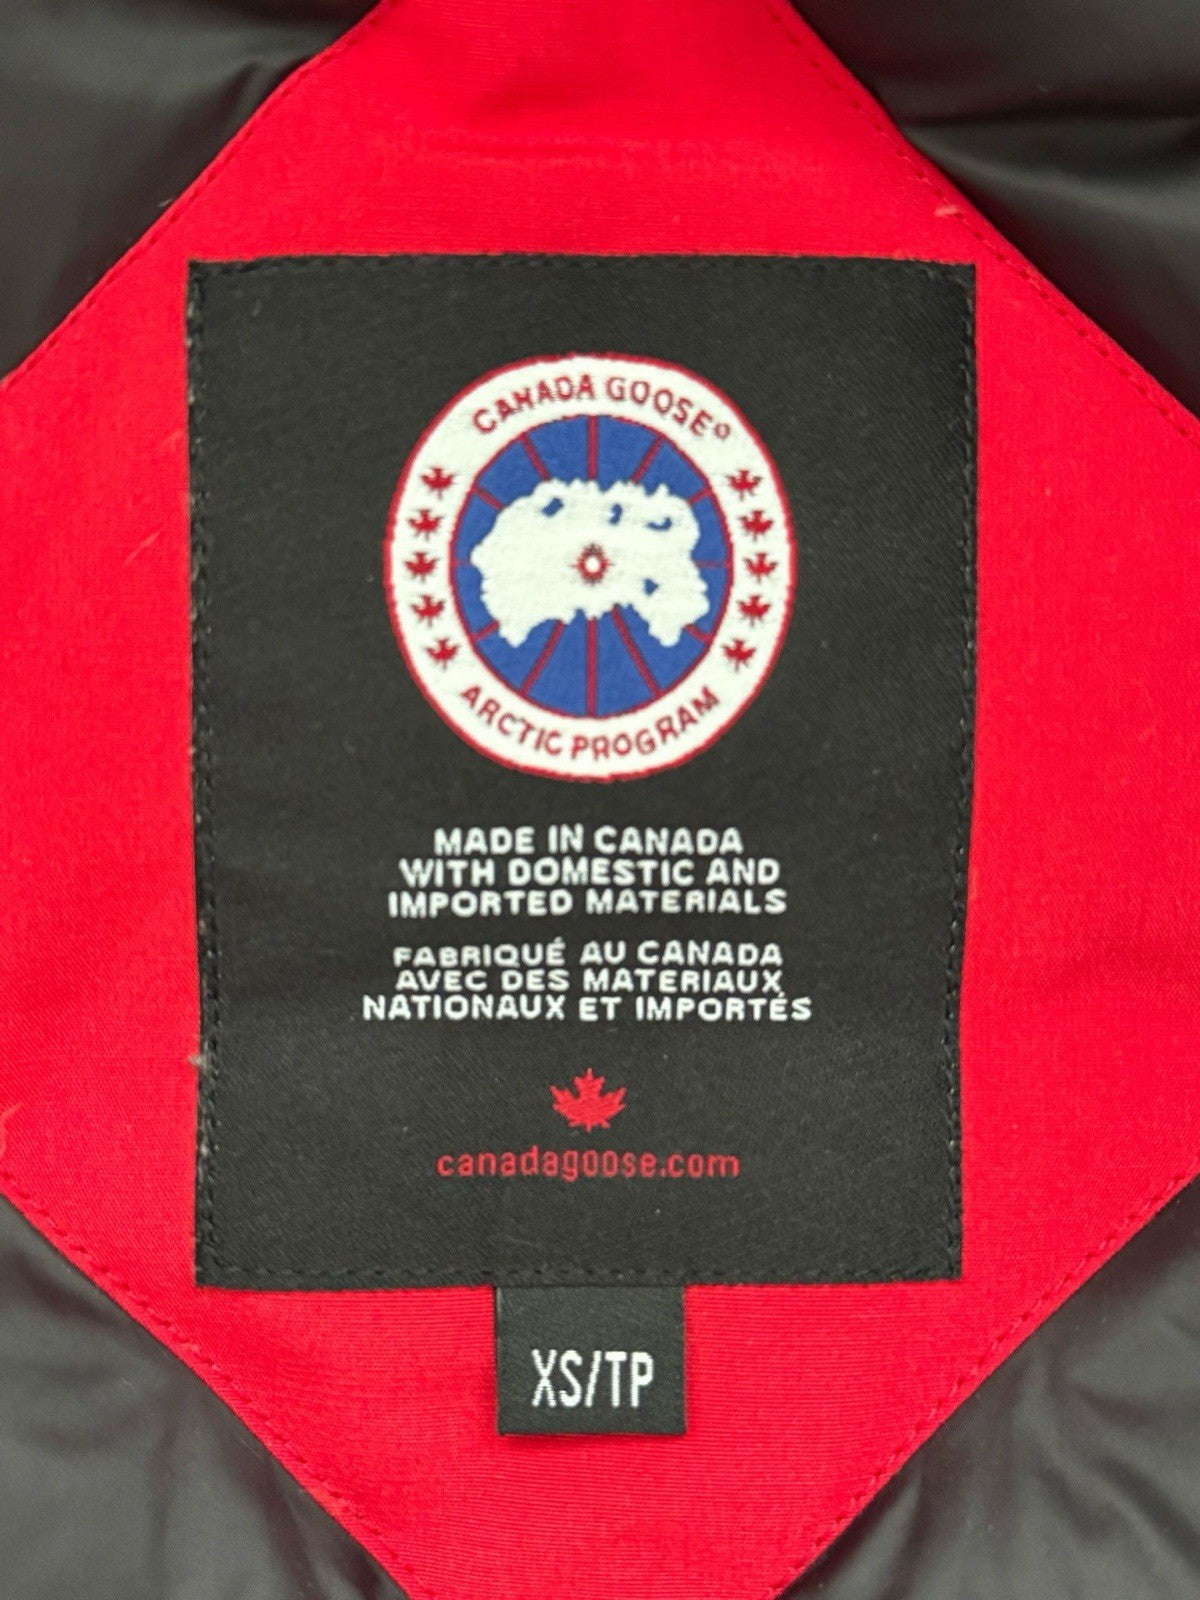 CANADA GOOSE®
ARCTIC PROGRAM
MADE IN CANADA
WITH DOMESTIC AND
IMPORTED MATERIALS
FABRIQUÉ AU CANADA
AVEC DES MATERIAUX
NATIONAUX ET IMPORTÉS
canadagoose.com
XS/TP